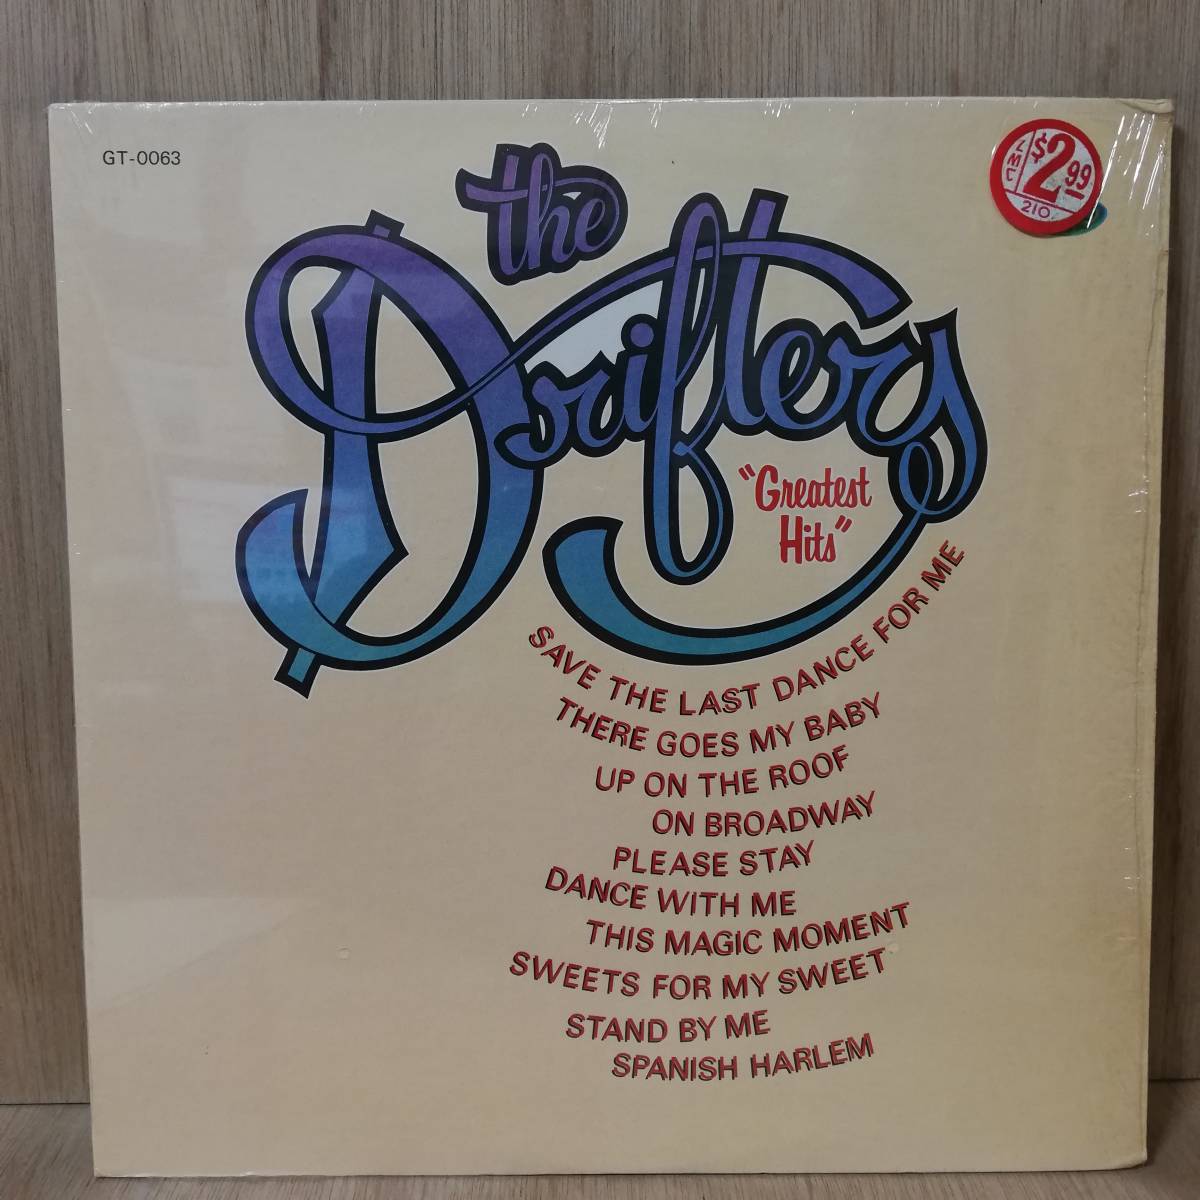 GT-0063
LMC
$2.99
210
the
Drifters
"Greatest
Hits"
SAVE THE LAST DANCE FOR ME
THERE GOES MY BABY
UP ON THE ROOF
ON BROADWAY
PLEASE STAY
DANCE WITH ME
THIS MAGIC MOMENT
SWEETS FOR MY SWEET
STAND BY ME
SPANISH HARLEM